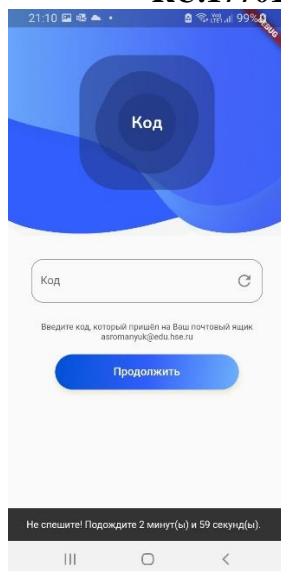 21:10
99%
DEBUG
Код
Код
Введите код, который пришёл на Ваш почтовый ящик
asromanyuk@edu.hse.ru
Продолжить
Не спешите! Подождите 2 минут(ы) и 59 секунд(ы).